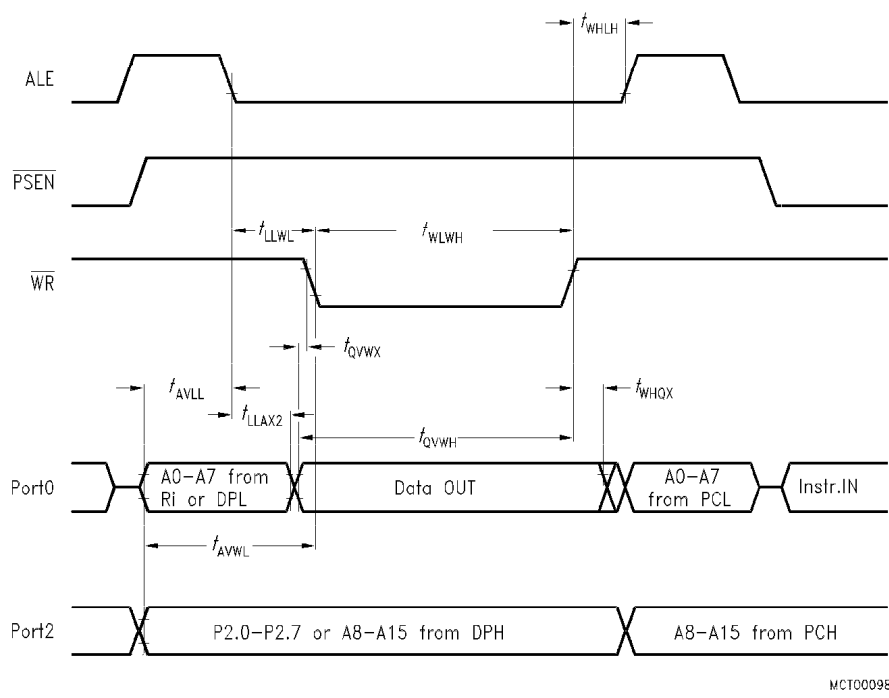 tWHLH
ALE
PSEN
tLLWL
tWLWH
WR
tQVWX
tAVLL
tWHQX
tLLAX2
tQVWH
Port0
A0-A7 from
Ri or DPL
Data OUT
A0-A7
from PCL
Instr.IN
tAVWL
Port2
P2.0-P2.7 or A8-A15 from DPH
A8-A15 from PCH
MCT00098